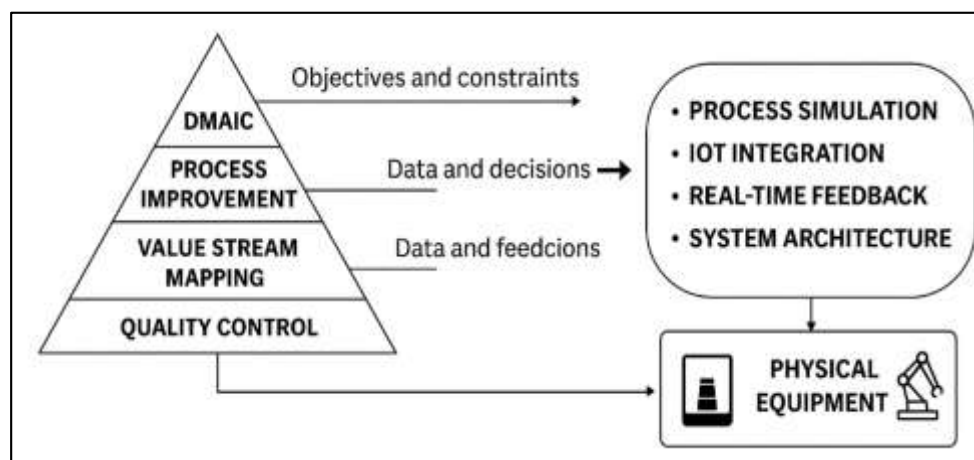 DMAIC
PROCESS
IMPROVEMENT
VALUE STREAM
MAPPING
QUALITY CONTROL
Objectives and constraints
Data and decisions
Data and feedcions
• PROCESS SIMULATION
• IOT INTEGRATION
• REAL-TIME FEEDBACK
• SYSTEM ARCHITECTURE
PHYSICAL
EQUIPMENT